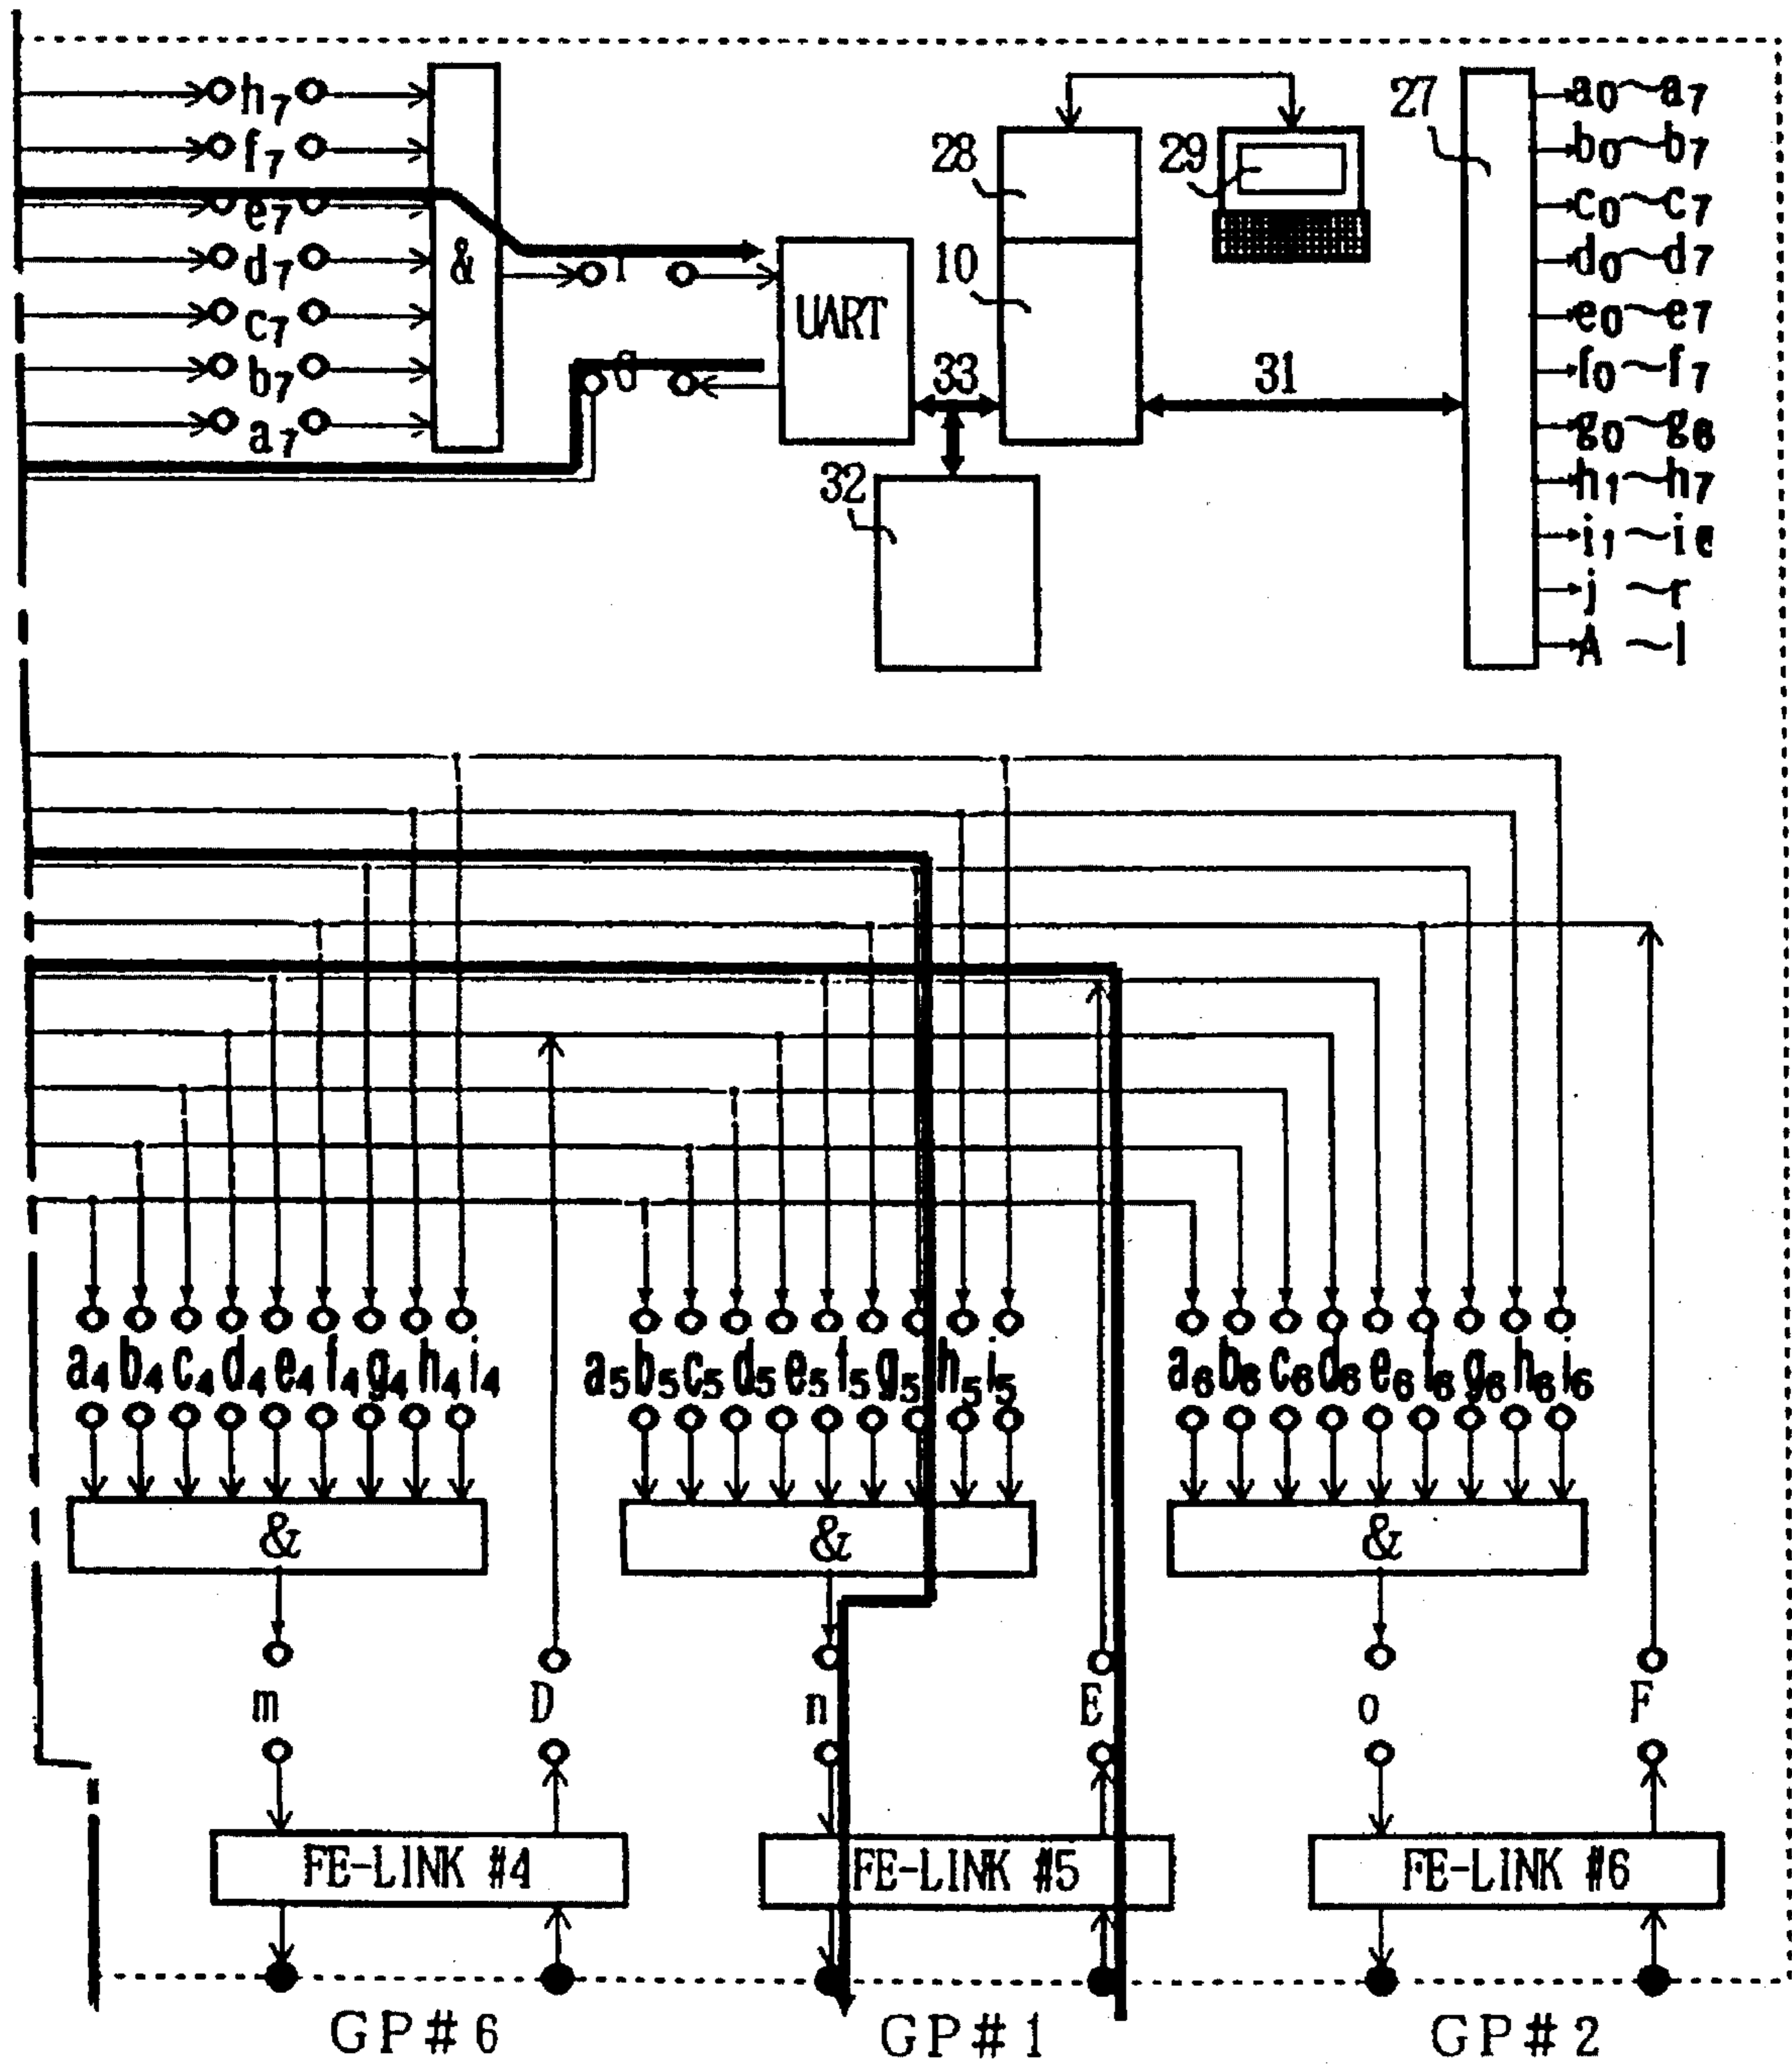 h7
f7
e7
d7
c7
b7
a7
&
UART
28
10
29
27
33
31
32
a0~a7
b0~b7
c0~c7
d0~d7
e0~e7
f0~f7
g0~g6
h1~h7
j ~r
A ~I
a4 b4 c4 d4 e4 f4 g4 h4 i4
a5 b5 c5 d5 e5 f5 g5 h5 i5
a6 b6 c6 d6 e6 f6 g6 h6 i6
& & &
m D n E o F
FE-LINK #4 FE-LINK #5 FE-LINK #6
GP#6 GP#1 GP#2